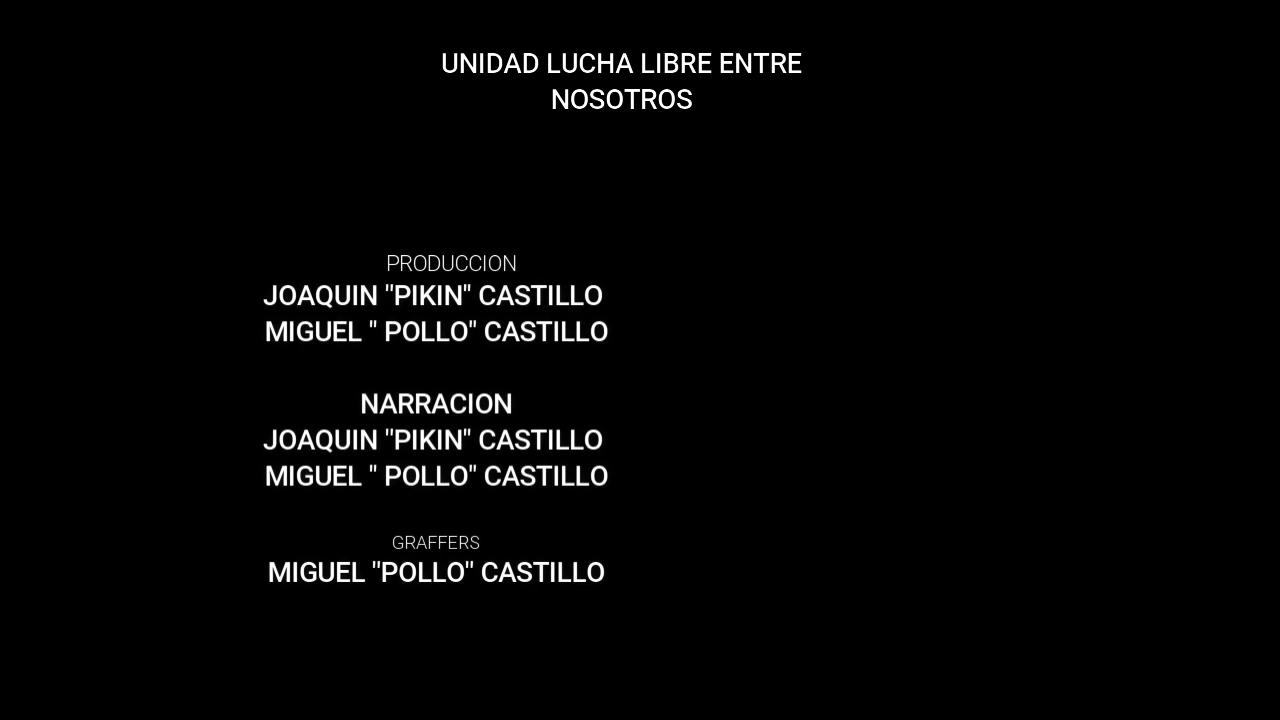 UNIDAD LUCHA LIBRE ENTRE
NOSOTROS
PRODUCCION
JOAQUIN "PIKIN" CASTILLO
MIGUEL " POLLO" CASTILLO
NARRACION
JOAQUIN "PIKIN" CASTILLO
MIGUEL " POLLO" CASTILLO
GRAFFERS
MIGUEL "POLLO" CASTILLO